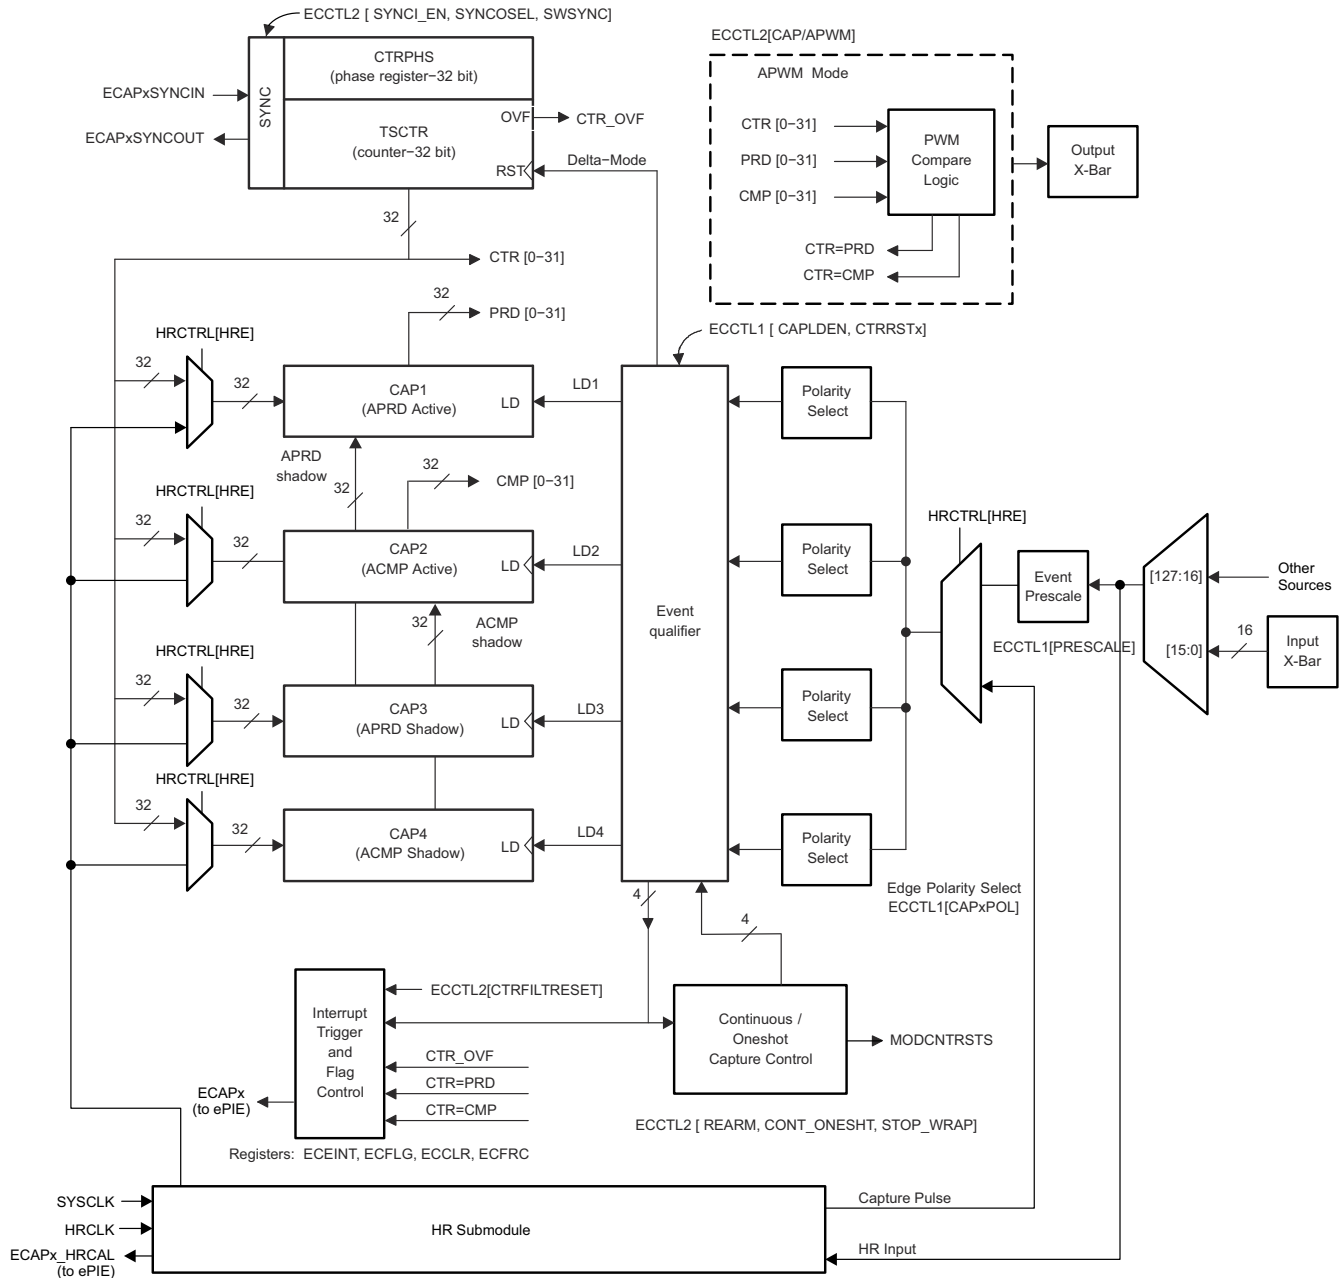 ECCTL2 [ SYNCI_EN, SYNCOSEL, SWSYNC]
SYNC
CTRPHS
(phase register−32 bit)
TSCTR
(counter−32 bit)
OVF
RST
ECAPxSYNCIN
ECAPxSYNCOUT
CTR_OVF
Delta−Mode
ECCTL2[CAP/APWM]
APWM Mode
CTR [0−31]
PRD [0−31]
CMP [0−31]
PWM
Compare
Logic
CTR=PRD
CTR=CMP
Output
X-Bar
32
CTR [0−31]
32
PRD [0−31]
ECCTL1 [ CAPLDEN, CTRRSTx]
HRCTRL[HRE]
32
32
CAP1
(APRD Active)
LD
LD1
Polarity
Select
APRD
shadow
32
32
CMP [0−31]
HRCTRL[HRE]
32
32
CAP2
(ACMP Active)
LD
LD2
Polarity
Select
HRCTRL[HRE]
Event
Prescale
ECCTL1[PRESCALE]
[127:16]
[15:0]
Other
Sources
16
Input
X-Bar
Event
qualifier
32
ACMP
shadow
HRCTRL[HRE]
32
32
CAP3
(APRD Shadow)
LD
LD3
Polarity
Select
HRCTRL[HRE]
32
32
CAP4
(ACMP Shadow)
LD
LD4
Polarity
Select
Edge Polarity Select
ECCTL1[CAPxPOL]
4
4
Interrupt
Trigger
and
Flag
Control
ECCTL2[CTRFILTRESET]
CTR_OVF
CTR=PRD
CTR=CMP
ECAPx
(to ePIE)
Continuous /
Oneshot
Capture Control
MODCNTRSTS
ECCTL2 [ REARM, CONT_ONESHT, STOP_WRAP]
Registers: ECEINT, ECFLG, ECCLR, ECFRC
SYSCLK
HRCLK
ECAPx_HRCAL
(to ePIE)
HR Submodule
Capture Pulse
HR Input